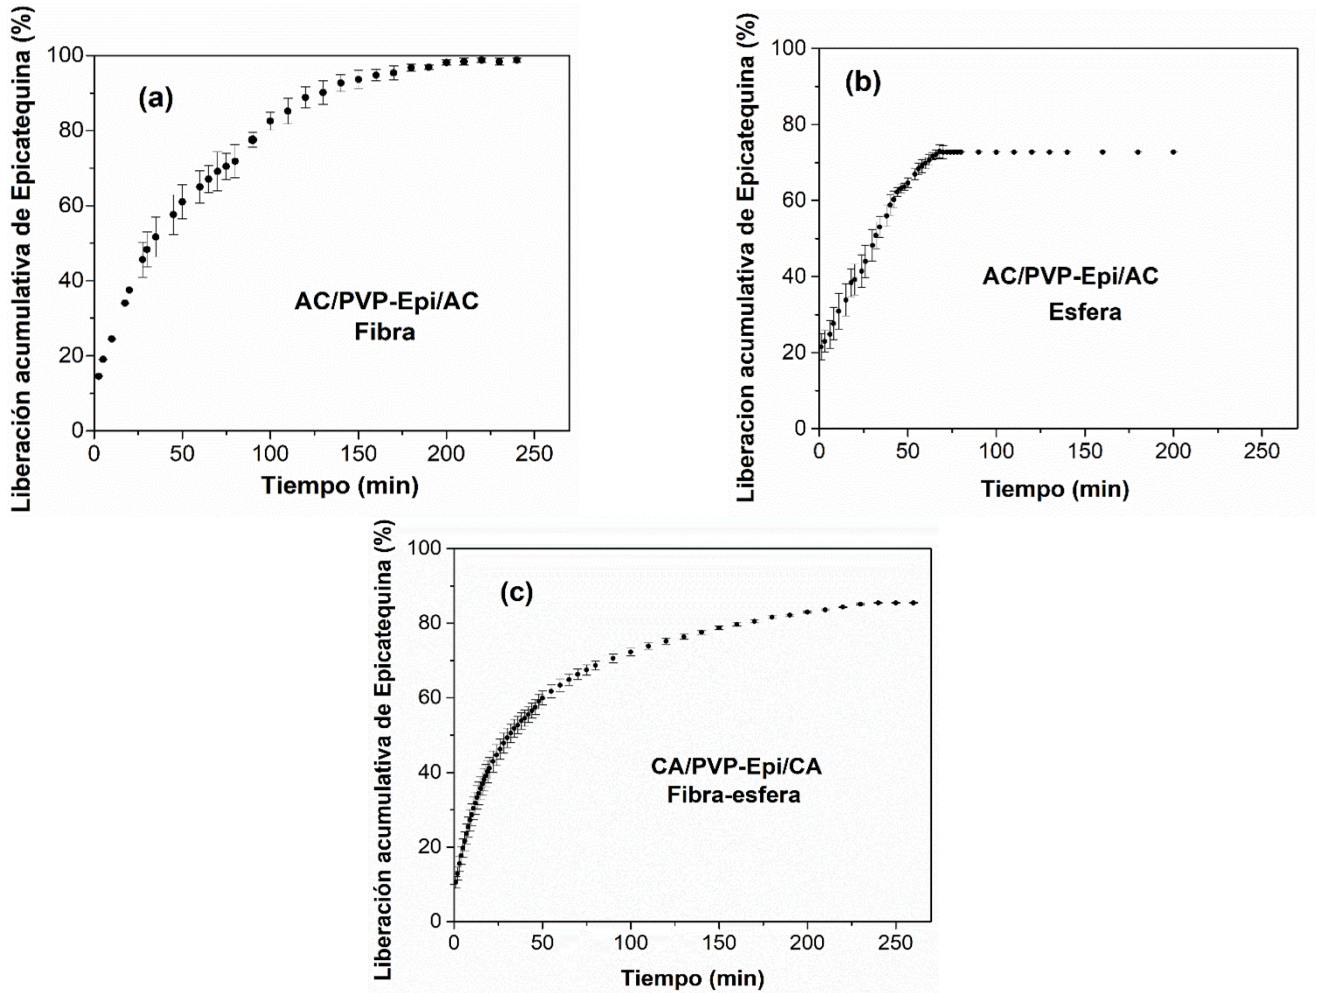 Liberación acumulativa de Epicatequina (%)
100
80
60
40
20
0
(a)
AC/PVP-Epi/AC
Fibra
0 50 100 150 200 250
Tiempo (min)
Liberacion acumulativa de Epicatequina (%)
100
80
60
40
20
0
(b)
AC/PVP-Epi/AC
Esfera
0 50 100 150 200 250
Tiempo (min)
Liberación acumulativa de Epicatequina (%)
100
80
60
40
20
0
(c)
CA/PVP-Epi/CA
Fibra-esfera
0 50 100 150 200 250
Tiempo (min)